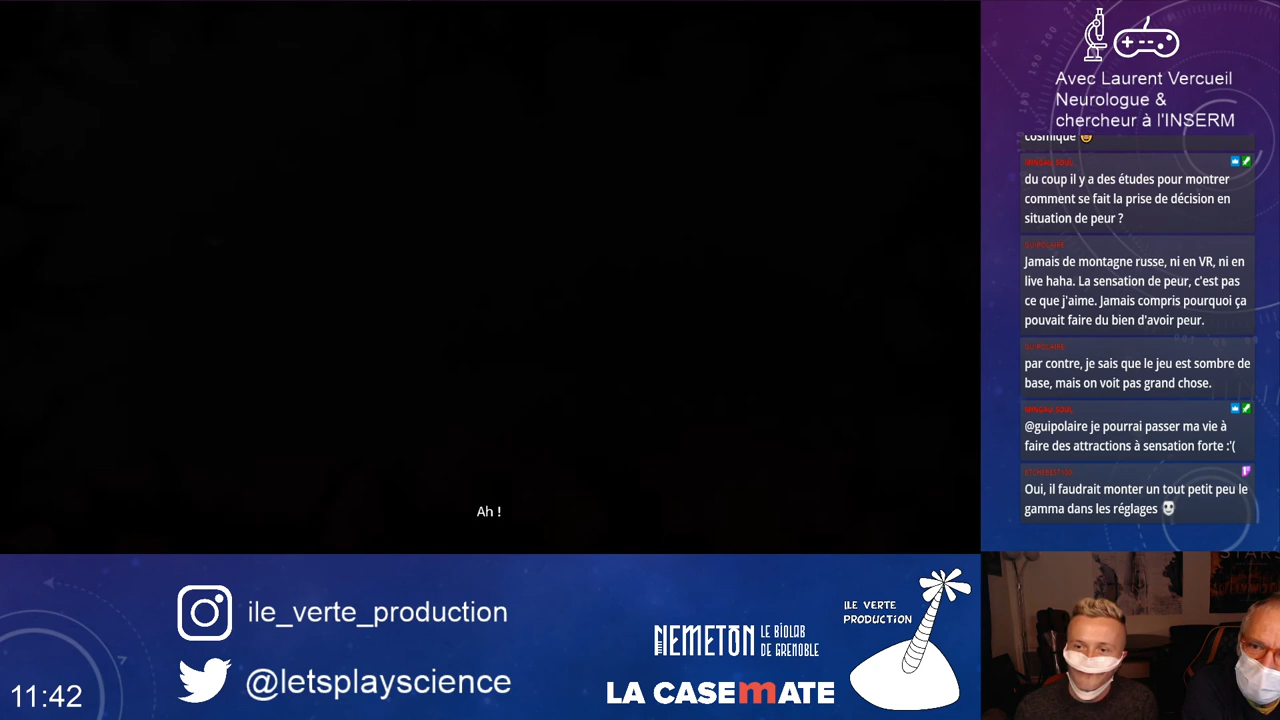 Avec Laurent Vercueil
Neurologue &
chercheur à l'INSERM
cosmique
MINGAU_SOUL
du coup il y a des études pour montrer
comment se fait la prise de décision en
situation de peur ?
GUIPOLAIRE
Jamais de montagne russe, ni en VR, ni en
live haha. La sensation de peur, c'est pas
ce que j'aime. Jamais compris pourquoi ça
pouvait faire du bien d'avoir peur.
GUIPOLAIRE
par contre, je sais que le jeu est sombre de
base, mais on voit pas grand chose.
MINGAU_SOUL
@guipolaire je pourrai passer ma vie à
faire des attractions à sensation forte :'(
Oui, il faudrait monter un tout petit peu le
gamma dans les réglages
Ah !
ile_verte_production
@letsplayscience
11:42
NEMETON LE BIOLAB
DE GRENOBLE
LA CASEMATE
ILE VERTE
PRODUCTION